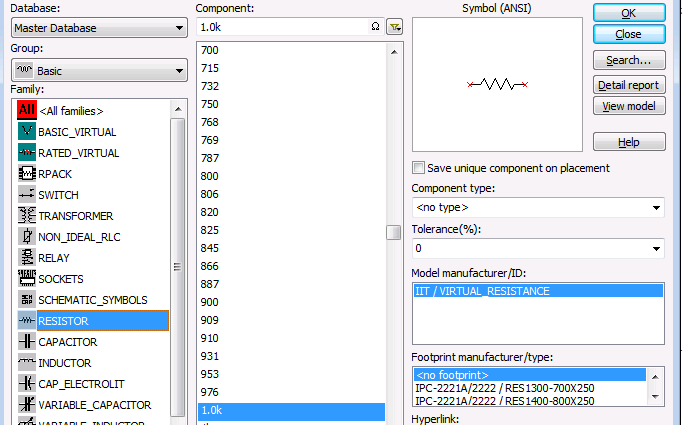 Database:
Master Database
Group:
Basic
Family:
All <All families>
BASIC_VIRTUAL
RATED_VIRTUAL
RPACK
SWITCH
TRANSFORMER
NON_IDEAL_RLC
RELAY
SOCKETS
SCHEMATIC_SYMBOLS
RESISTOR
CAPACITOR
INDUCTOR
CAP_ELECTROLIT
VARIABLE_CAPACITOR
VARIABLE_INDUCTOR
Component:
1.0k Ω
700
715
732
750
768
769
787
800
806
820
825
845
866
887
900
909
910
931
953
976
1.0k
Symbol (ANSI)
Save unique component on placement
Component type:
<no type>
Tolerance(%):
0
Model manufacturer/ID:
IIT / VIRTUAL_RESISTANCE
Footprint manufacturer/type:
<no footprint>
IPC-2221A/2222 / RES1300-700X250
IPC-2221A/2222 / RES1400-800X250
Hyperlink:
OK
Close
Search...
Detail report
View model
Help